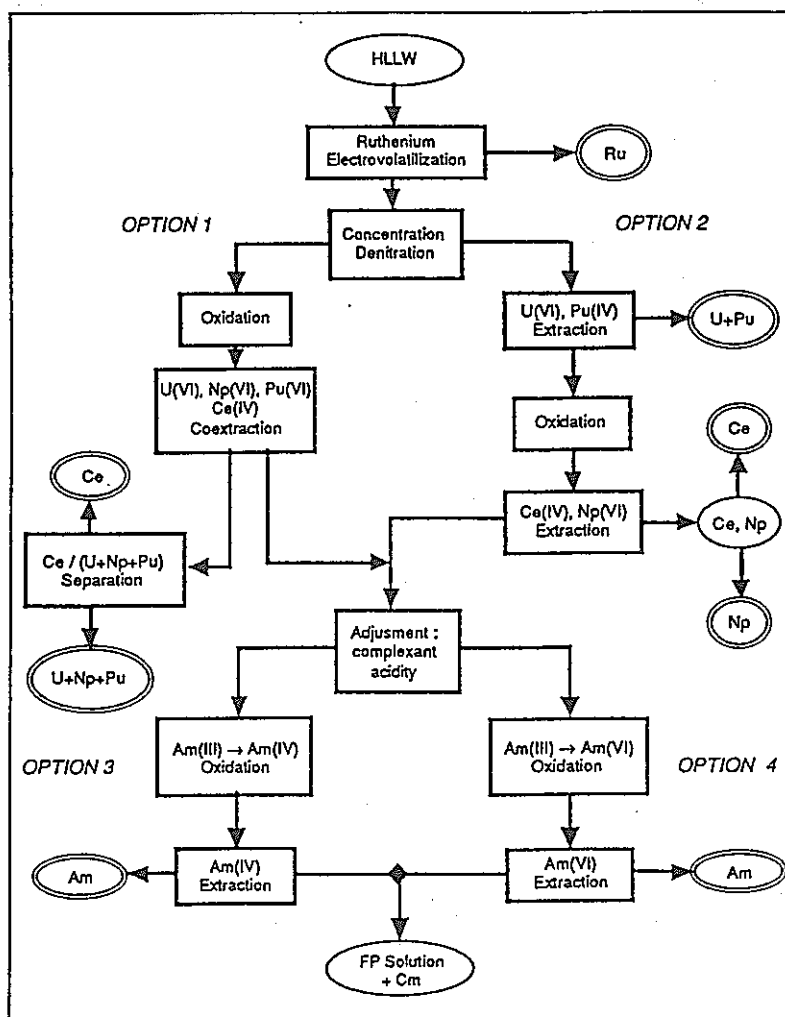 HLLW
Ruthenium
Electrovolatilization
Ru
OPTION 1
Concentration
Denitration
OPTION 2
Oxidation
U(VI), Pu(IV)
Extraction
U+Pu
U(VI), Np(VI), Pu(VI)
Ce(IV)
Coextraction
Oxidation
Ce
Ce
Ce(IV), Np(VI)
Extraction
Ce, Np
Ce / (U+Np+Pu)
Separation
Np
U+Np+Pu
Adjusment :
complexant
acidity
OPTION 3
Am(III) → Am(IV)
Oxidation
Am(III) → Am(VI)
Oxidation
OPTION 4
Am
Am(IV)
Extraction
Am(VI)
Extraction
Am
FP Solution
+ Cm